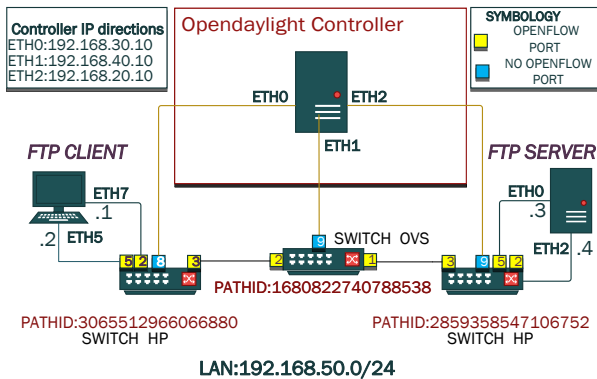 Controller IP directions
ETH0:192.168.30.10
ETH1:192.168.40.10
ETH2:192.168.20.10
Opendaylight Controller
SYMBOLOGY
OPENFLOW
PORT
NO OPENFLOW
PORT
ETH0
ETH2
ETH1
FTP CLIENT
FTP SERVER
ETH7
.1
.2
ETH5
ETH0
.3
ETH2
.4
5 2 8 3
9
SWITCH OVS
2
1
3 9 5 2
PATHID:1680822740788538
PATHID:3065512966066880
SWITCH HP
PATHID:2859358547106752
SWITCH HP
LAN:192.168.50.0/24